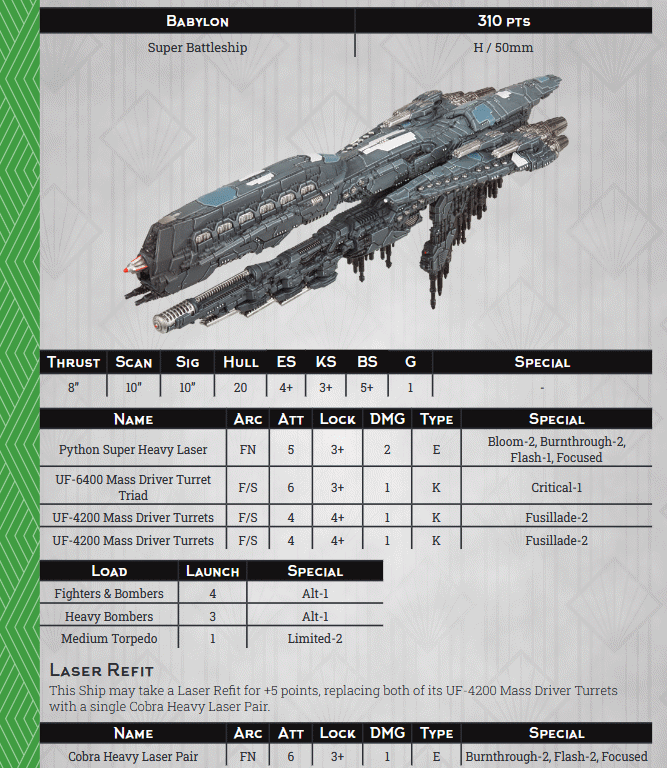 Babylon 310 pts
Super Battleship H / 50mm
Thrust Scan Sig Hull ES KS BS G Special
8” 10” 10” 20 4+ 3+ 5+ 1 -
Name Arc Att Lock DMG Type Special
Python Super Heavy Laser FN 5 3+ 2 E Bloom-2, Burnthrough-2,
Flash-1, Focused
UF-6400 Mass Driver Turret
Triad F/S 6 3+ 1 K Critical-1
UF-4200 Mass Driver Turrets F/S 4 4+ 1 K Fusillade-2
UF-4200 Mass Driver Turrets F/S 4 4+ 1 K Fusillade-2
Load Launch Special
Fighters & Bombers 4 Alt-1
Heavy Bombers 3 Alt-1
Medium Torpedo 1 Limited-2
Laser Refit
This Ship may take a Laser Refit for +5 points, replacing both of its UF-4200 Mass Driver Turrets
with a single Cobra Heavy Laser Pair.
Name Arc Att Lock DMG Type Special
Cobra Heavy Laser Pair FN 6 3+ 1 E Burnthrough-2, Flash-2, Focused